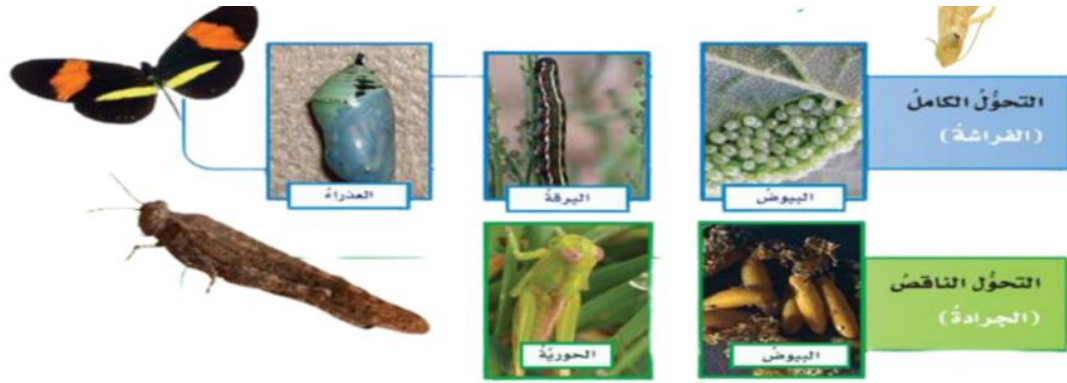 التحوُّلُ الكاملُ
(الفراشةُ)
البيوضُ
اليرقةُ
العذراءُ
التحوُّلُ الناقصُ
(الجرادةُ)
البيوضُ
الحوريّةُ